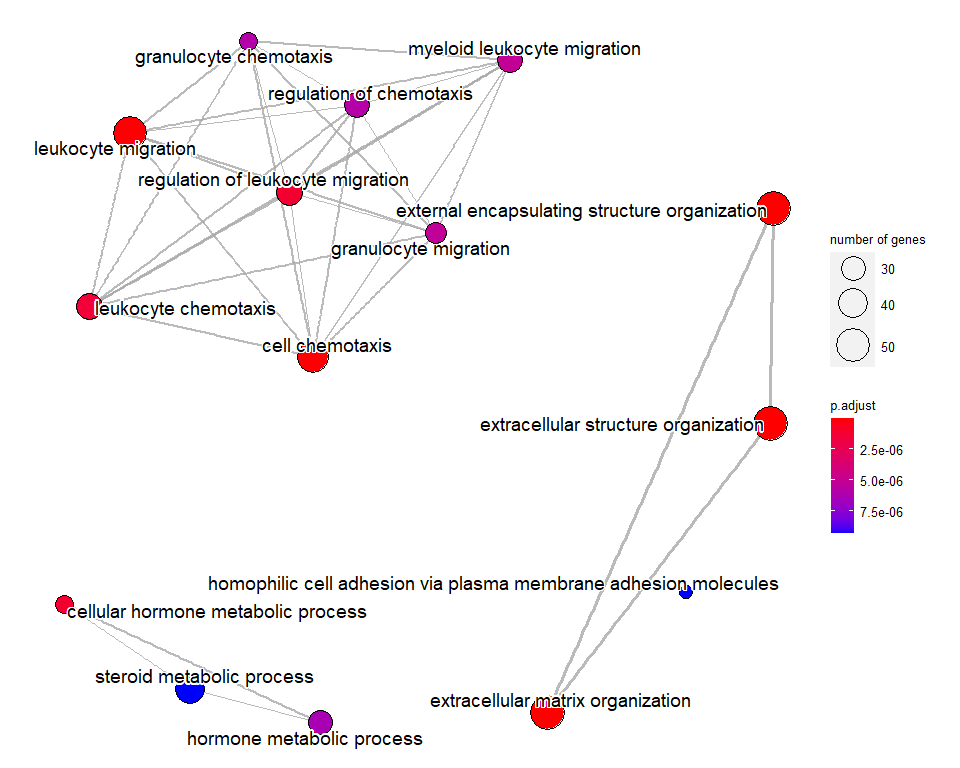 granulocyte chemotaxis
myeloid leukocyte migration
regulation of chemotaxis
leukocyte migration
regulation of leukocyte migration
external encapsulating structure organization
granulocyte migration
leukocyte chemotaxis
cell chemotaxis
extracellular structure organization
homophilic cell adhesion via plasma membrane adhesion molecules
cellular hormone metabolic process
steroid metabolic process
extracellular matrix organization
hormone metabolic process
number of genes
30
40
50
p.adjust
2.5e-06
5.0e-06
7.5e-06